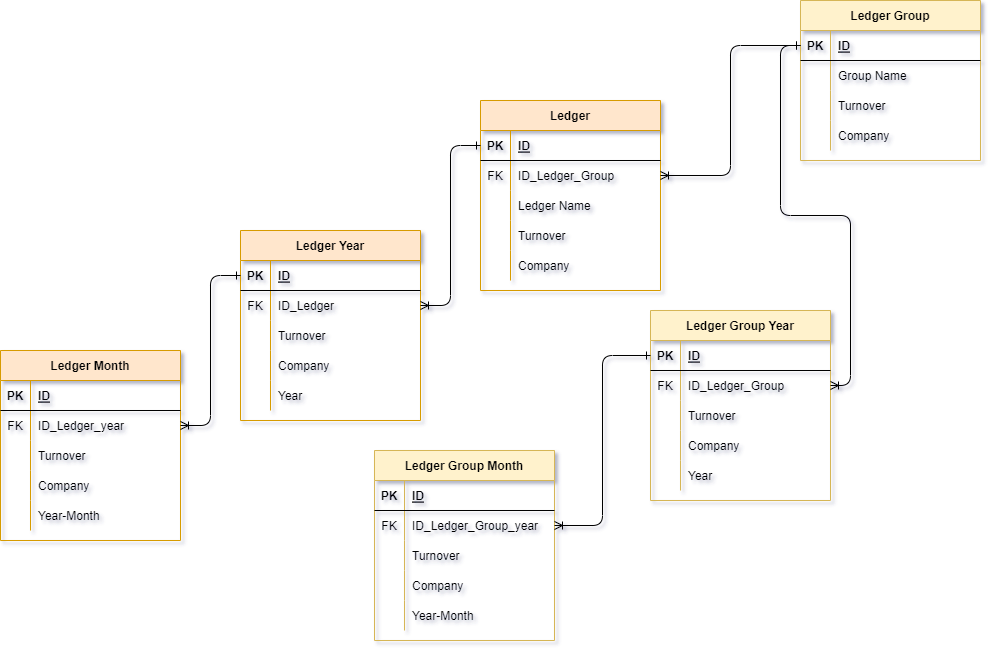 Ledger Group
PK ID
Group Name
Turnover
Company
Ledger
PK ID
FK ID_Ledger_Group
Ledger Name
Turnover
Company
Ledger Year
PK ID
FK ID_Ledger
Turnover
Company
Year
Ledger Group Year
PK ID
FK ID_Ledger_Group
Turnover
Company
Year
Ledger Month
PK ID
FK ID_Ledger_year
Turnover
Company
Year-Month
Ledger Group Month
PK ID
FK ID_Ledger_Group_year
Turnover
Company
Year-Month